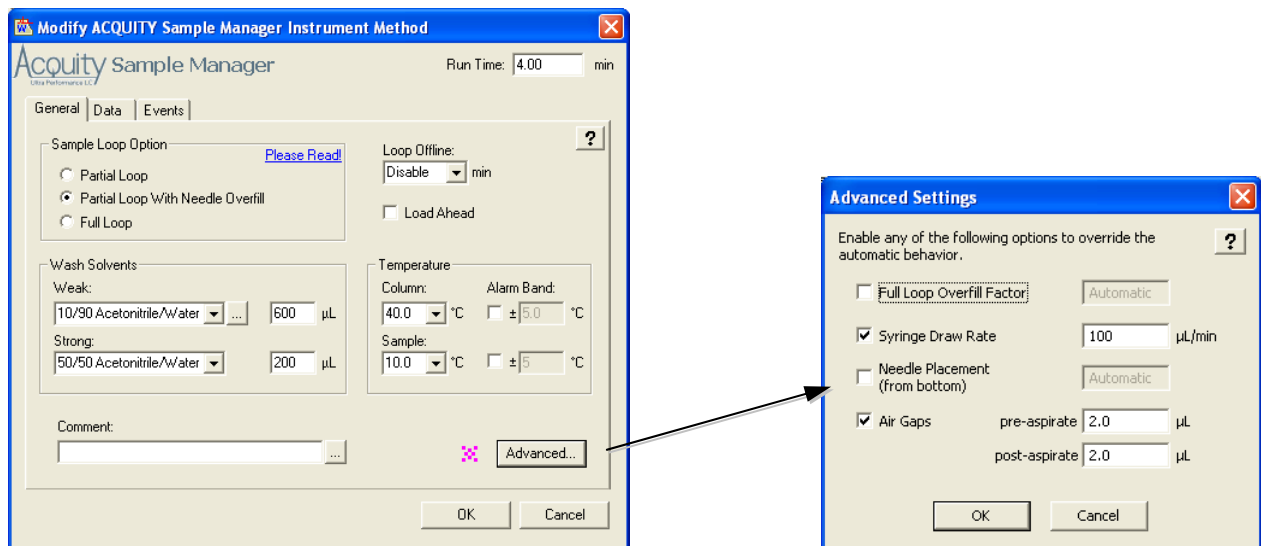 Modify ACQUITY Sample Manager Instrument Method
Acquity Sample Manager
Ultra Performance LC
Run Time: 4.00 min
General Data Events
?
Sample Loop Option
Please Read!
Partial Loop
Partial Loop With Needle Overfill
Full Loop
Loop Offline:
Disable min
Load Ahead
Wash Solvents
Weak:
10/90 Acetonitrile/Water ... 600 µL
Strong:
50/50 Acetonitrile/Water 200 µL
Temperature
Column: Alarm Band:
40.0 °C ± 5.0 °C
Sample:
10.0 °C ± 5 °C
Comment:
...
Advanced...
OK Cancel
Advanced Settings
Enable any of the following options to override the
automatic behavior.
?
Full Loop Overfill Factor Automatic
Syringe Draw Rate 100 µL/min
Needle Placement
(from bottom) Automatic
Air Gaps pre-aspirate 2.0 µL
post-aspirate 2.0 µL
OK Cancel